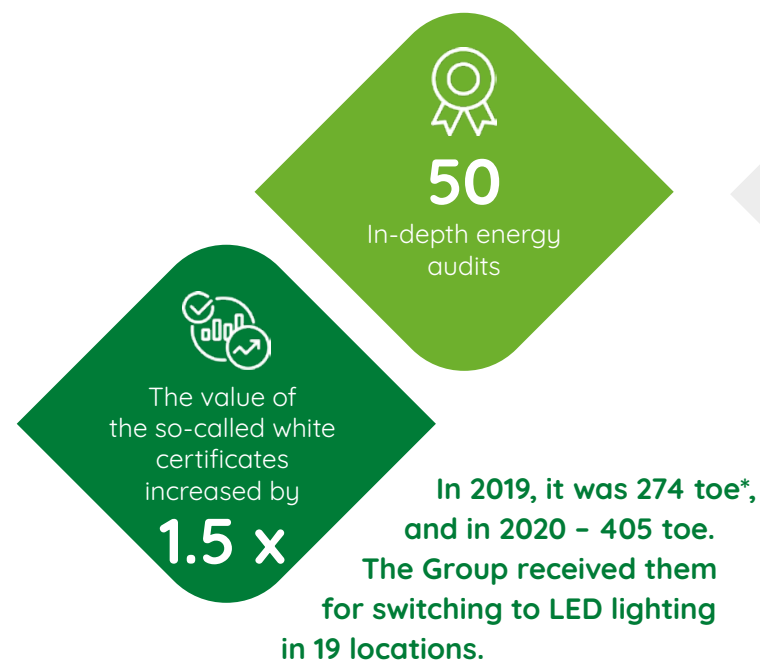 50
In-depth energy
audits
The value of
the so-called white
certificates
increased by
1.5 x
In 2019, it was 274 toe*,
and in 2020 – 405 toe.
The Group received them
for switching to LED lighting
in 19 locations.